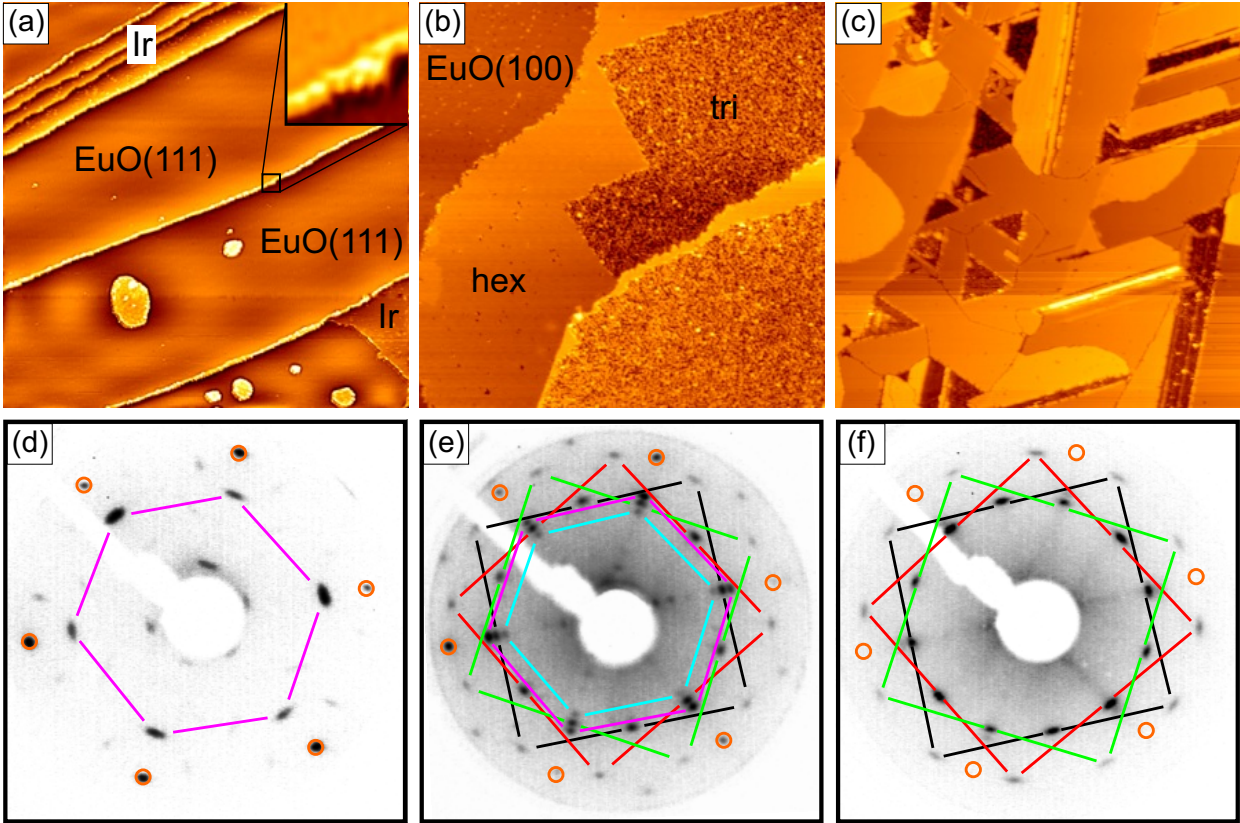 (a)
Ir
EuO(111)
EuO(111)
Ir
(b)
EuO(100)
tri
hex
(c)
(d)
(e)
(f)